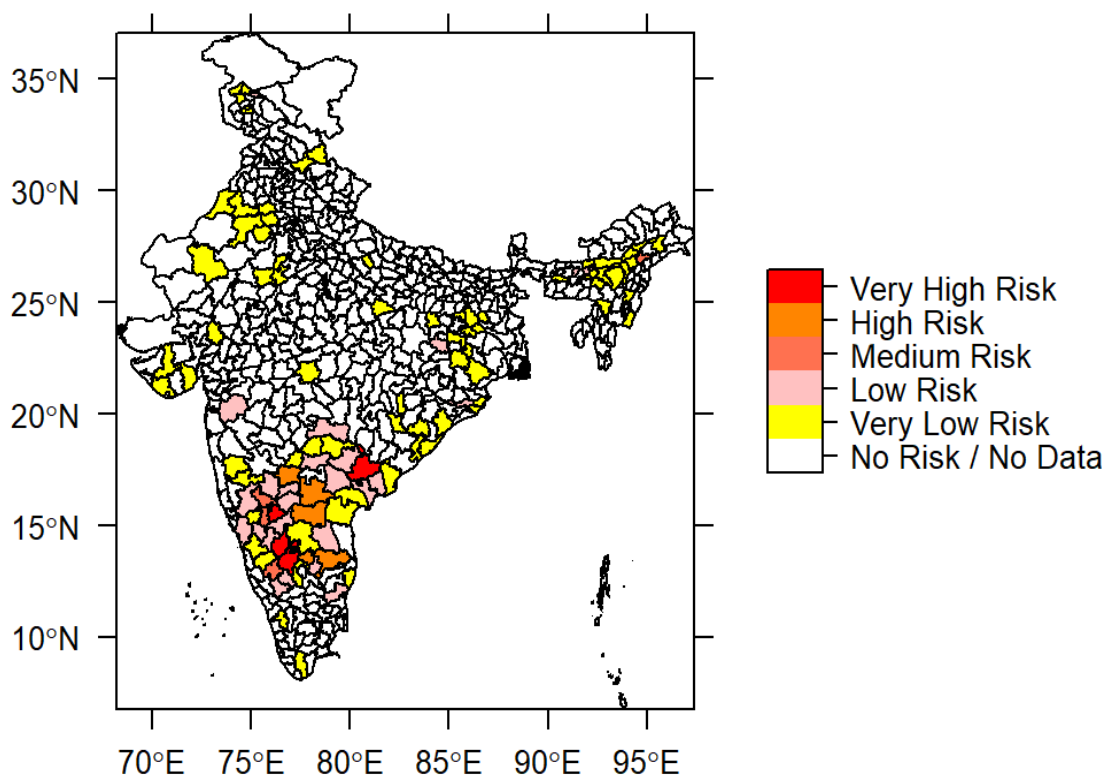 35°N
30°N
25°N
20°N
15°N
10°N
70°E 75°E 80°E 85°E 90°E 95°E
Very High Risk
High Risk
Medium Risk
Low Risk
Very Low Risk
No Risk / No Data